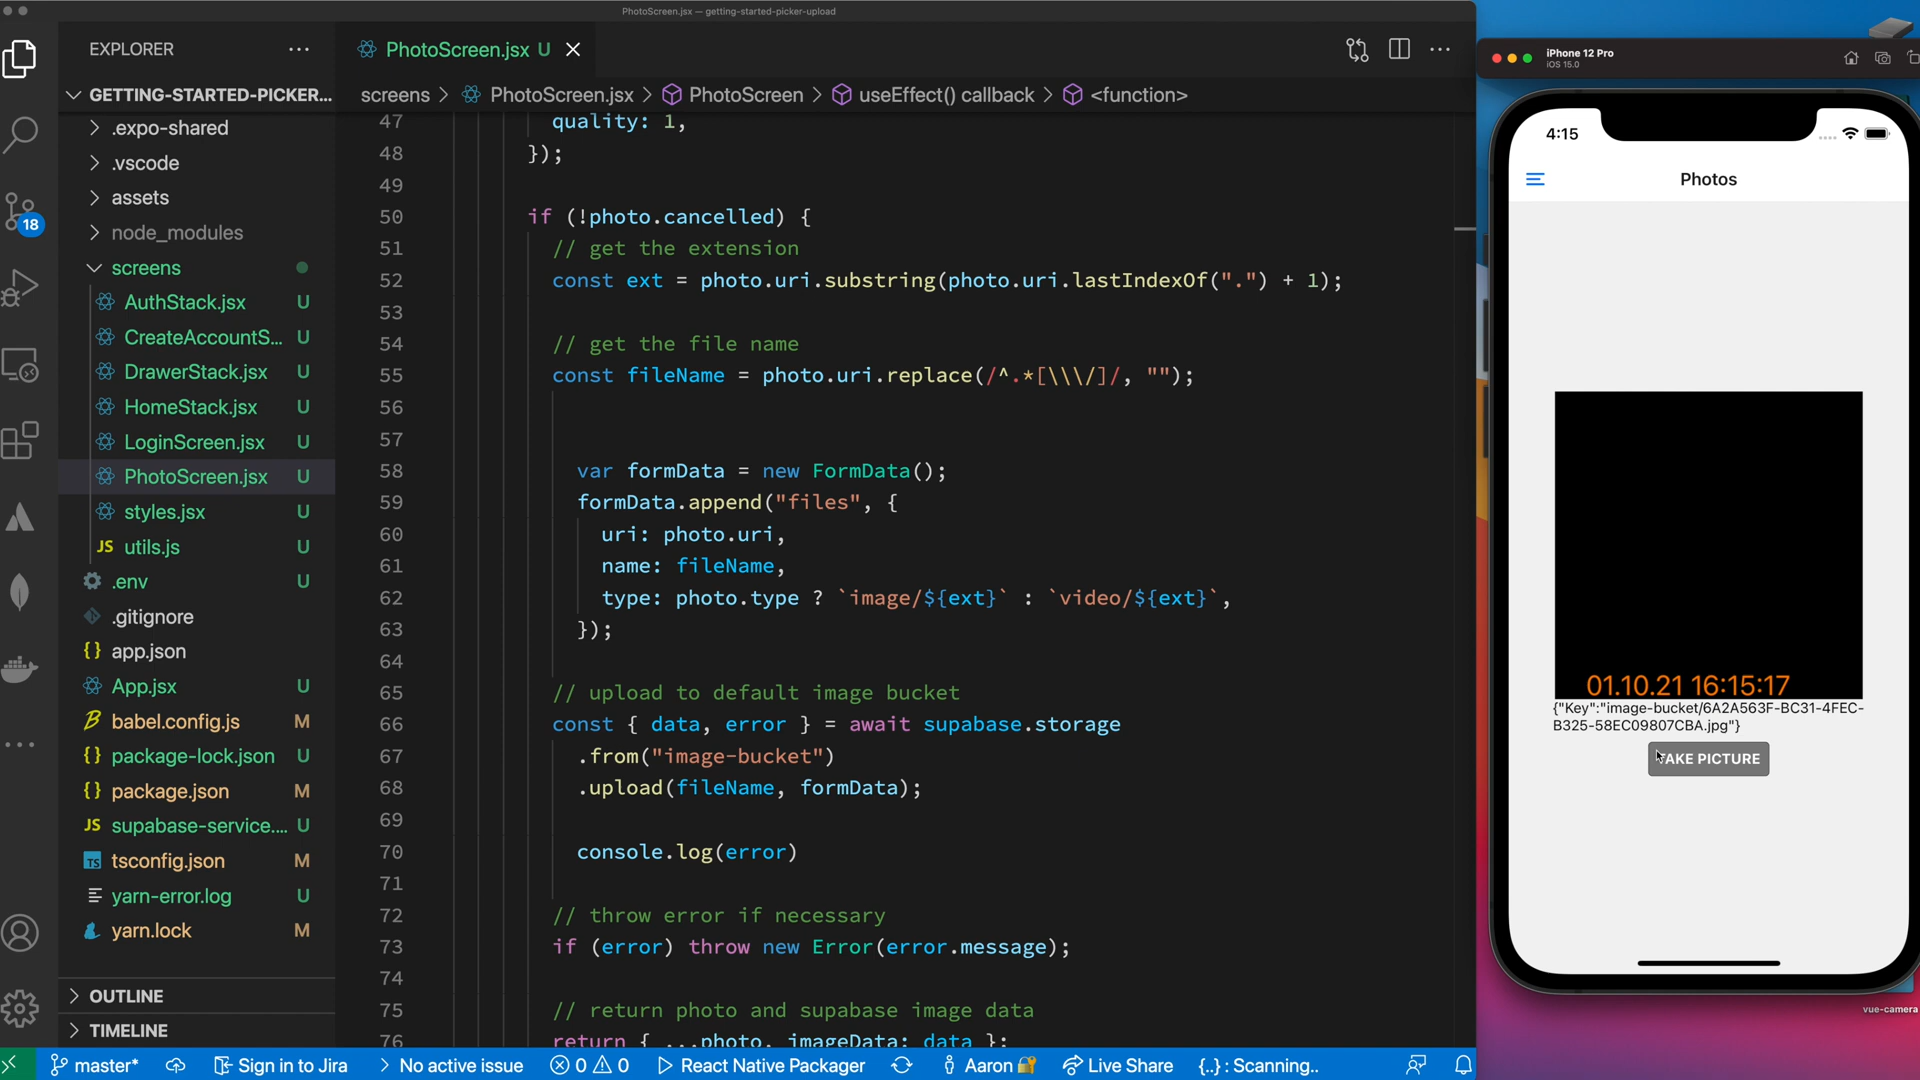 PhotoScreen.jsx — getting-started-picker-upload
EXPLORER
PhotoScreen.jsx U
GETTING-STARTED-PICKER...
screens > PhotoScreen.jsx > PhotoScreen > useEffect() callback > <function>
.expo-shared
.vscode
assets
node_modules
screens
AuthStack.jsx U
CreateAccountS... U
DrawerStack.jsx U
HomeStack.jsx U
LoginScreen.jsx U
PhotoScreen.jsx U
styles.jsx U
JS utils.js U
.env U
.gitignore
{} app.json
App.jsx U
babel.config.js M
{} package-lock.json U
{} package.json M
JS supabase-service.... U
TS tsconfig.json M
yarn-error.log U
yarn.lock M
OUTLINE
TIMELINE
18
47 quality: 1,
48 });
49
50 if (!photo.cancelled) {
51 // get the extension
52 const ext = photo.uri.substring(photo.uri.lastIndexOf(".") + 1);
53
54 // get the file name
55 const fileName = photo.uri.replace(/^.*[\\\/]/, "");
56
57
58 var formData = new FormData();
59 formData.append("files", {
60 uri: photo.uri,
61 name: fileName,
62 type: photo.type ? `image/${ext}` : `video/${ext}`,
63 });
64
65 // upload to default image bucket
66 const { data, error } = await supabase.storage
67 .from("image-bucket")
68 .upload(fileName, formData);
69
70 console.log(error)
71
72 // throw error if necessary
73 if (error) throw new Error(error.message);
74
75 // return photo and supabase image data
76 return { ...photo, imageData: data };
master* Sign in to Jira > No active issue 0 0 React Native Packager Aaron Live Share {..} : Scanning..
iPhone 12 Pro
iOS 15.0
4:15
Photos
01.10.21 16:15:17
{"Key":"image-bucket/6A2A563F-BC31-4FEC-
B325-58EC09807CBA.jpg"}
TAKE PICTURE
vue-camera